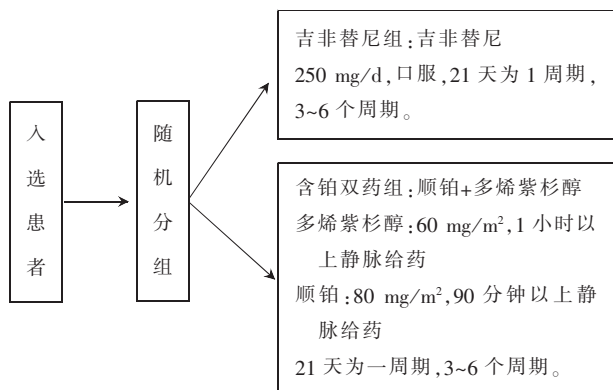 入选患者
随机分组
吉非替尼组:吉非替尼
250 mg/d,口服,21 天为 1 周期,
3~6 个周期。
含铂双药组:顺铂+多烯紫杉醇
多烯紫杉醇:60 mg/m²,1 小时以
上静脉给药
顺铂:80 mg/m²,90 分钟以上静
脉给药
21 天为一周期,3~6 个周期。